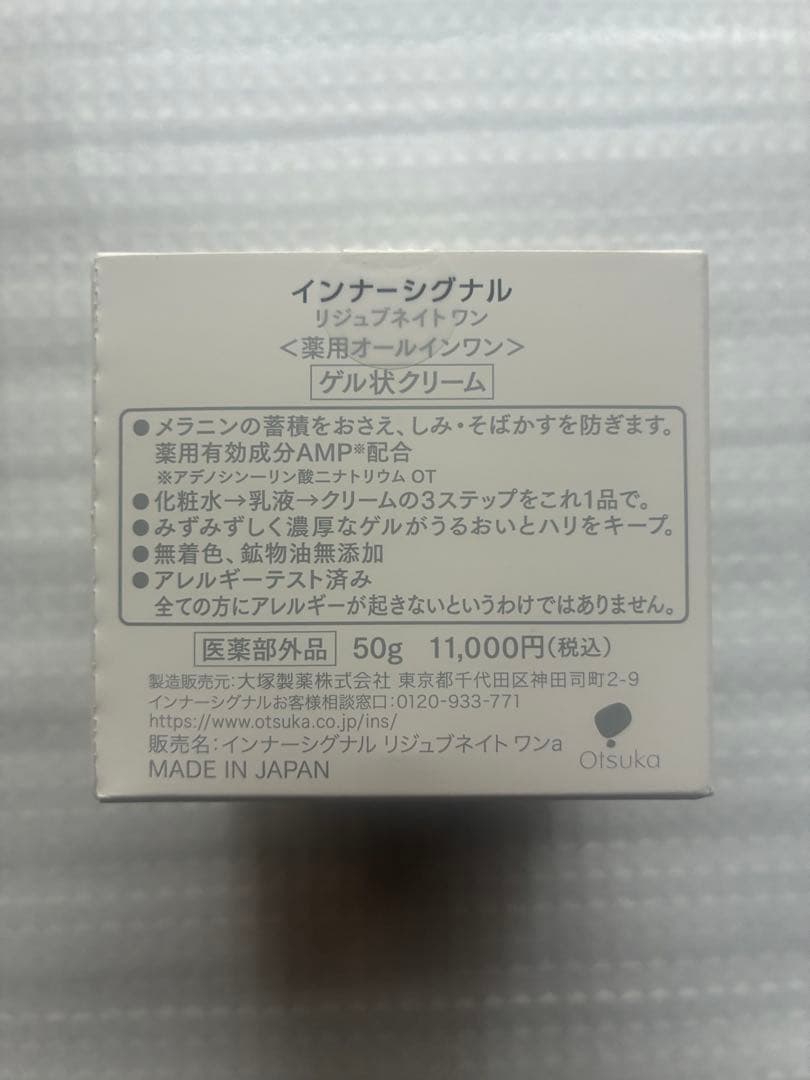 インナーシグナル
リジュブネイト ワン
＜薬用オールインワン＞
ゲル状クリーム
●メラニンの蓄積をおさえ、しみ・そばかすを防ぎます。
薬用有効成分AMP※配合
※アデノシン一リン酸二ナトリウム OT
●化粧水→乳液→クリームの3ステップをこれ1品で。
●みずみずしく濃厚なゲルがうるおいとハリをキープ。
●無着色、鉱物油無添加
●アレルギーテスト済み
全ての方にアレルギーが起きないというわけではありません。
医薬部外品 50g 11,000円(税込)
製造販売元:大塚製薬株式会社 東京都千代田区神田司町2-9
インナーシグナルお客様相談窓口:0120-933-771
https://www.otsuka.co.jp/ins/
販売名:インナーシグナル リジュブネイト ワンa
MADE IN JAPAN
Otsuka